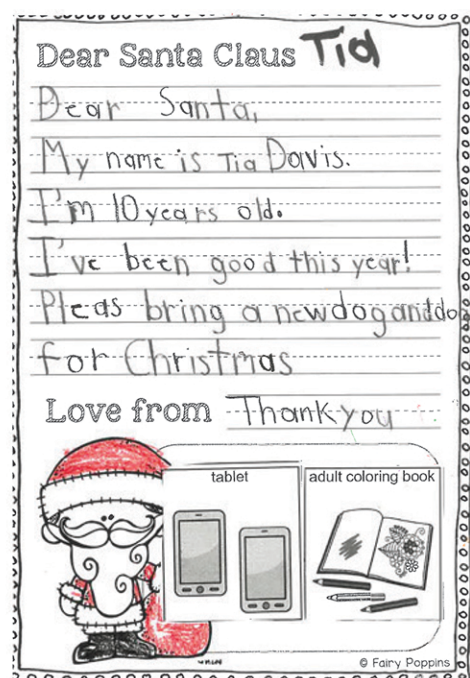 Dear Santa Claus Tia
Dear Santa,
My name is Tia Davis.
I'm 10 years old.
I've been good this year!
Pleas bring a new dog and
for Christmas
Love from Thank you
tablet
adult coloring book
© Fairy Poppins